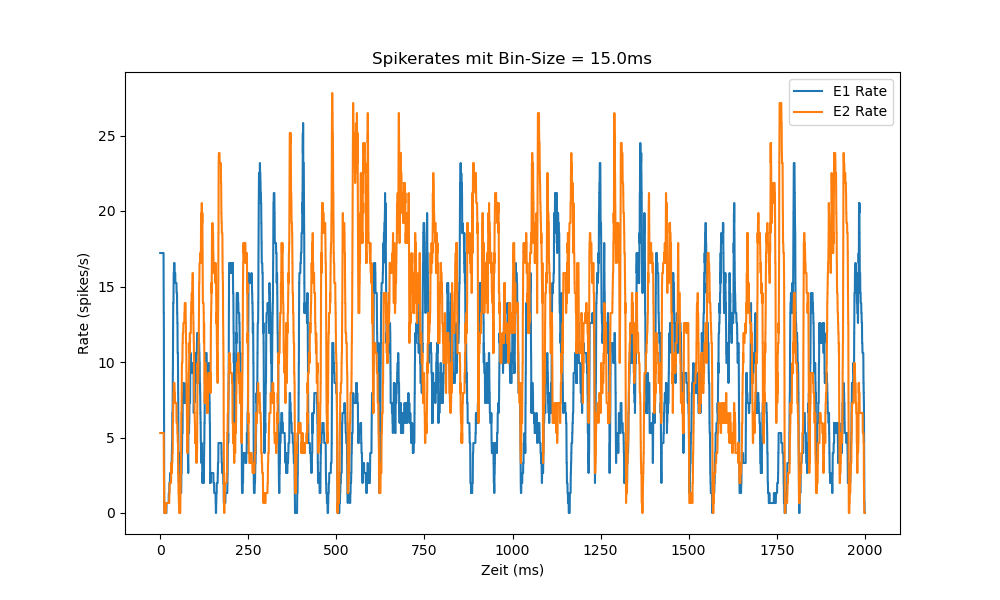 Spikerates mit Bin-Size = 15.0ms
E1 Rate
E2 Rate
25
20
15
10
5
0
Rate (spikes/s)
0 250 500 750 1000 1250 1500 1750 2000
Zeit (ms)